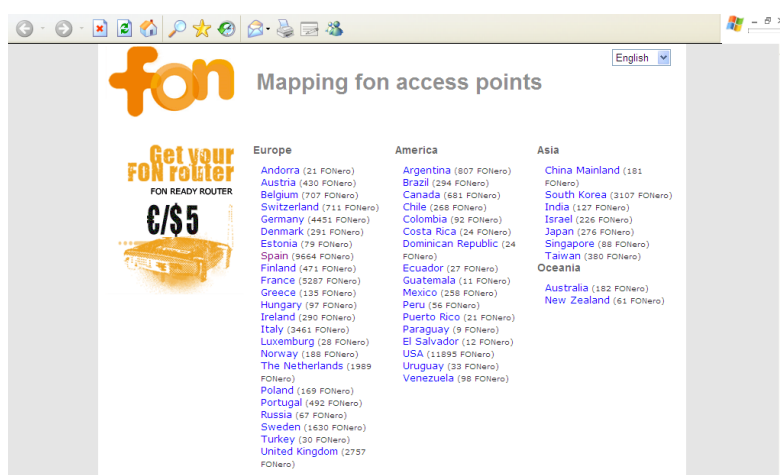 English
fon
Mapping fon access points
Get your
FON router
FON READY ROUTER
€/$5
Europe
Andorra (21 FONero)
Austria (430 FONero)
Belgium (707 FONero)
Switzerland (711 FONero)
Germany (4451 FONero)
Denmark (291 FONero)
Estonia (79 FONero)
Spain (9664 FONero)
Finland (471 FONero)
France (5287 FONero)
Greece (135 FONero)
Hungary (97 FONero)
Ireland (290 FONero)
Italy (3461 FONero)
Luxemburg (28 FONero)
Norway (188 FONero)
The Netherlands (1989
FONero)
Poland (169 FONero)
Portugal (492 FONero)
Russia (67 FONero)
Sweden (1630 FONero)
Turkey (30 FONero)
United Kingdom (2757
FONero)
America
Argentina (807 FONero)
Brazil (294 FONero)
Canada (681 FONero)
Chile (268 FONero)
Colombia (92 FONero)
Costa Rica (24 FONero)
Dominican Republic (24
FONero)
Ecuador (27 FONero)
Guatemala (11 FONero)
Mexico (258 FONero)
Peru (56 FONero)
Puerto Rico (21 FONero)
Paraguay (9 FONero)
El Salvador (12 FONero)
USA (11895 FONero)
Uruguay (33 FONero)
Venezuela (98 FONero)
Asia
China Mainland (181
FONero)
South Korea (3107 FONero)
India (127 FONero)
Israel (226 FONero)
Japan (276 FONero)
Singapore (88 FONero)
Taiwan (380 FONero)
Oceania
Australia (182 FONero)
New Zealand (61 FONero)